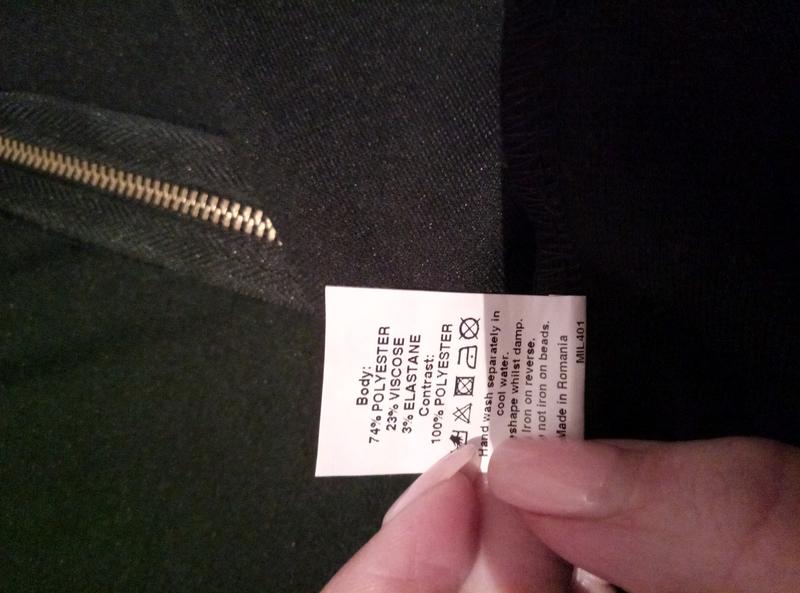 Body:
74% POLYESTER
23% VISCOSE
3% ELASTANE
Contrast:
100% POLYESTER
Hand wash separately in
cool water.
eshape whilst damp.
Iron on reverse.
not iron on beads.
Made in Romania
MIL401